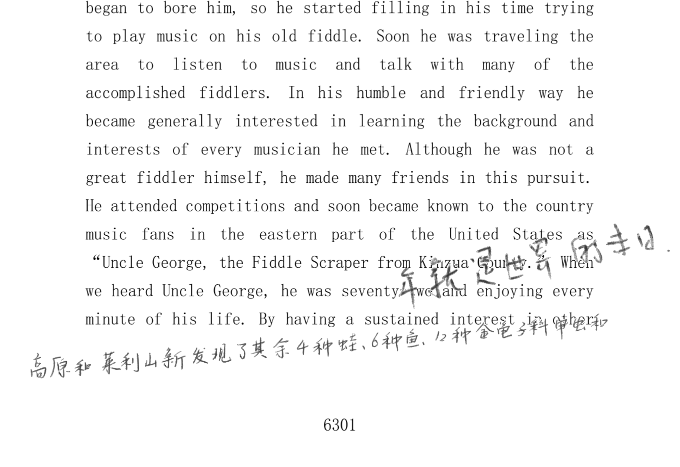 began to bore him, so he started filling in his time trying
to play music on his old fiddle. Soon he was traveling the
area to listen to music and talk with many of the
accomplished fiddlers. In his humble and friendly way he
became generally interested in learning the background and
interests of every musician he met. Although he was not a
great fiddler himself, he made many friends in this pursuit.
He attended competitions and soon became known to the country
music fans in the eastern part of the United States as
“Uncle George, the Fiddle Scraper from Kinzua County.” When
we heard Uncle George, he was seventy and enjoying every
minute of his life. By having a sustained interest in other
年就是世界的末日.
高原和莱利山新发现了其余4种蛙、6种鱼、12种金龟子科甲虫和
6301